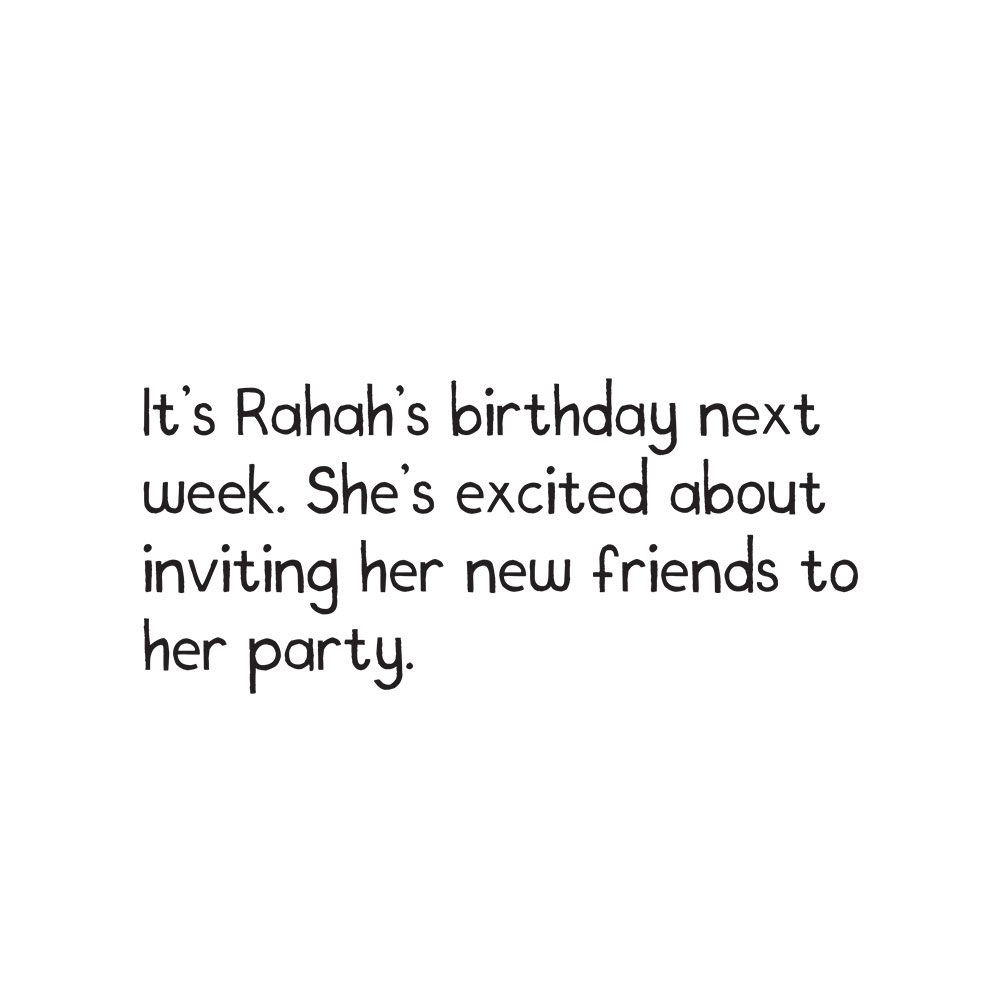 It's Rahah's birthday next
week. She's excited about
inviting her new friends to
her party.